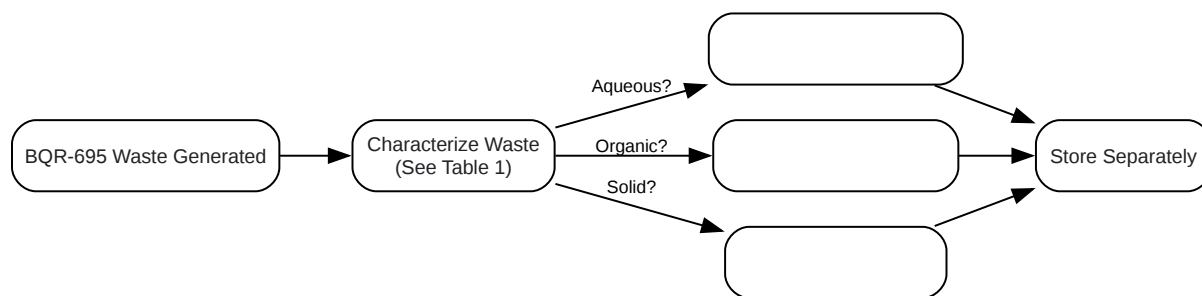 BQR-695 Waste Generated
Characterize Waste
(See Table 1)
Aqueous?
Organic?
Solid?
Store Separately